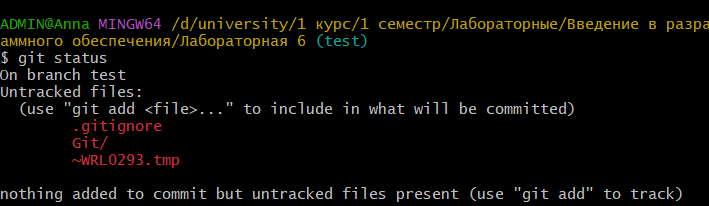 ADMIN@Anna MINGW64 /d/university/1 курс/1 семестр/Лабораторные/Введение в разра
аммного обеспечения/Лабораторная 6 (test)
$ git status
On branch test
Untracked files:
  (use "git add <file>..." to include in what will be committed)
        .gitignore
        Git/
        ~WRL0293.tmp

nothing added to commit but untracked files present (use "git add" to track)